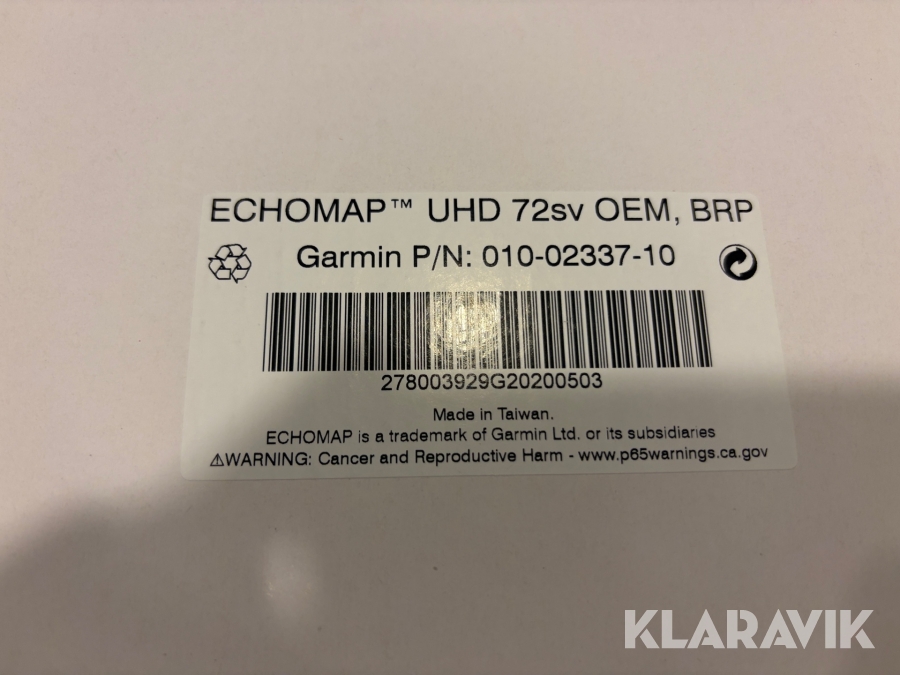 ECHOMAP™ UHD 72sv OEM, BRP
Garmin P/N: 010-02337-10
278003929G20200503
Made in Taiwan.
ECHOMAP is a trademark of Garmin Ltd. or its subsidiaries
⚠WARNING: Cancer and Reproductive Harm - www.p65warnings.ca.gov
KLARAVIK